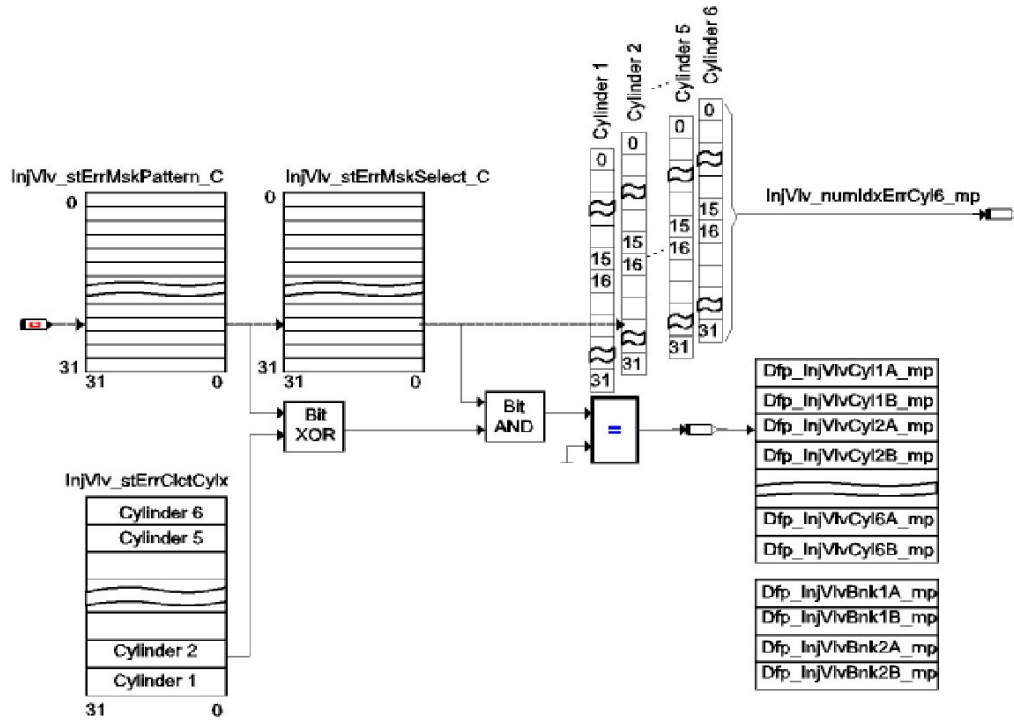 Cylinder 1
Cylinder 2
Cylinder 5
Cylinder 6
0
15
16
31
0
15
16
31
0
15
16
31
0
15
16
31
InjVlv_stErrMskPattern_C
0
31
31 0
InjVlv_stErrMskSelect_C
0
31
31 0
InjVlv_numIdxErrCyl6_mp
Bit
XOR
Bit
AND
=
InjVlv_stErrClctCylx
Cylinder 6
Cylinder 5
Cylinder 2
Cylinder 1
31 0
Dfp_InjVlvCyl1A_mp
Dfp_InjVlvCyl1B_mp
Dfp_InjVlvCyl2A_mp
Dfp_InjVlvCyl2B_mp
Dfp_InjVlvCyl6A_mp
Dfp_InjVlvCyl6B_mp
Dfp_InjVlvBnk1A_mp
Dfp_InjVlvBnk1B_mp
Dfp_InjVlvBnk2A_mp
Dfp_InjVlvBnk2B_mp